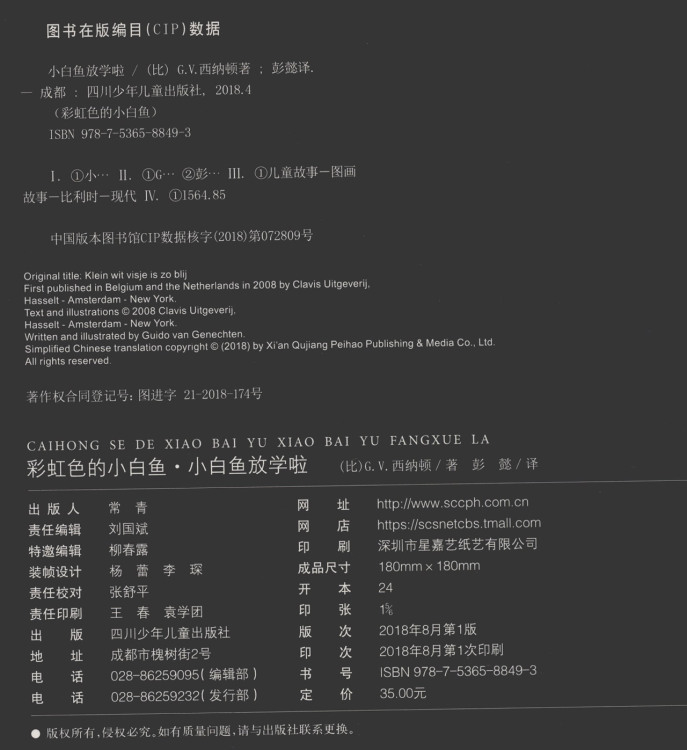 图书在版编目(CIP)数据
小白鱼放学啦 / (比) G.V.西纳顿著 ; 彭懿译.
— 成都 : 四川少年儿童出版社, 2018.4
(彩虹色的小白鱼)
ISBN 978-7-5365-8849-3
Ⅰ. ①小… Ⅱ. ①G… ②彭… Ⅲ. ①儿童故事—图画
故事—比利时—现代 Ⅳ. ①I564.85
中国版本图书馆CIP数据核字(2018)第072809号
Original title: Klein wit visje is zo blij
First published in Belgium and the Netherlands in 2008 by Clavis Uitgeverij,
Hasselt - Amsterdam - New York.
Text and illustrations © 2008 Clavis Uitgeverij,
Hasselt - Amsterdam - New York.
Written and illustrated by Guido van Genechten.
Simplified Chinese translation copyright © (2018) by Xi'an Qujiang Peihao Publishing & Media Co., Ltd.
All rights reserved.
著作权合同登记号: 图进字 21-2018-174号
CAIHONG SE DE XIAO BAI YU XIAO BAI YU FANGXUE LA
彩虹色的小白鱼·小白鱼放学啦 (比)G.V.西纳顿/著 彭 懿/译
出版人 常 青 网 址 http://www.sccph.com.cn
责任编辑 刘国斌 网 店 https://scsnetcbs.tmall.com
特邀编辑 柳春露 印 刷 深圳市星嘉艺纸艺有限公司
装帧设计 杨 蕾 李 琛 成品尺寸 180mm×180mm
责任校对 张舒平 开 本 24
责任印刷 王 春 袁学团 印 张 1
出 版 四川少年儿童出版社 版 次 2018年8月第1版
地 址 成都市槐树街2号 印 次 2018年8月第1次印刷
电 话 028-86259095(编辑部) 书 号 ISBN 978-7-5365-8849-3
电 话 028-86259232(发行部) 定 价 35.00元
● 版权所有,侵权必究。如有质量问题,请与出版社联系更换。